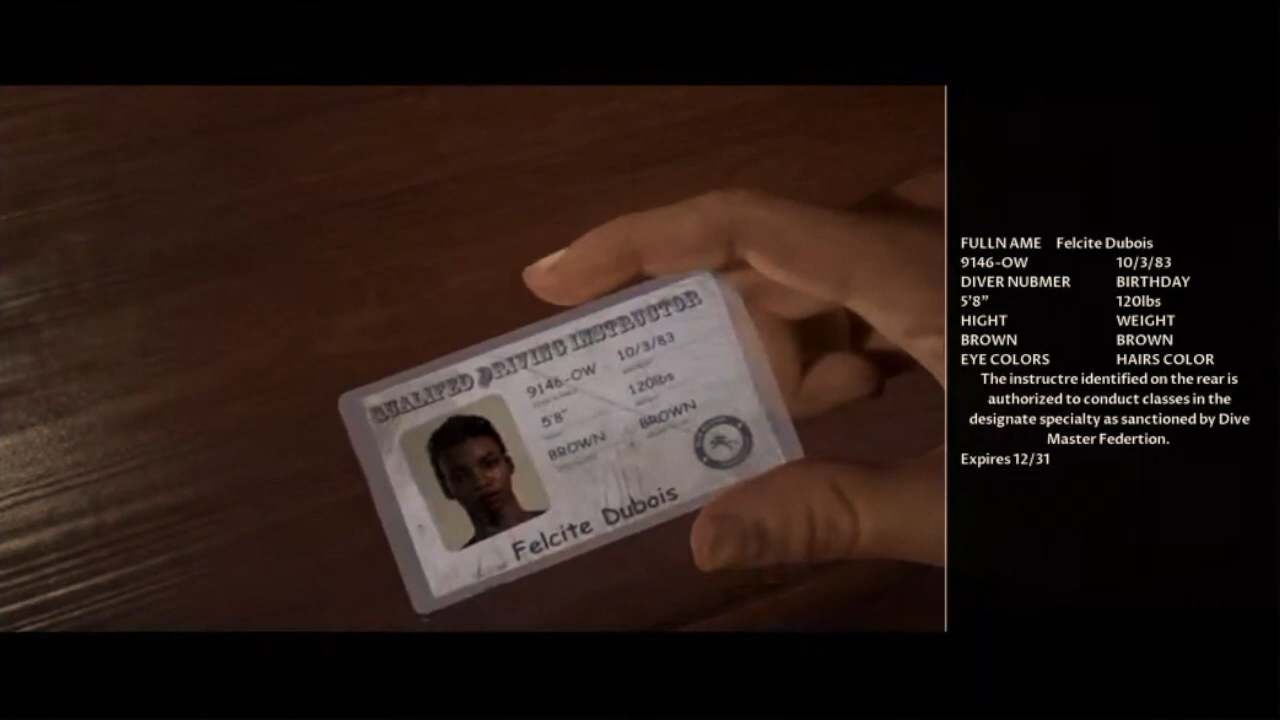 QUALIFED DRIVING INSTRUCTOR
9146-OW 10/3/83
5'8" 120lbs
BROWN BROWN
Felcite Dubois
FULLN AME Felcite Dubois
9146-OW 10/3/83
DIVER NUBMER BIRTHDAY
5'8” 120lbs
HIGHT WEIGHT
BROWN BROWN
EYE COLORS HAIRS COLOR
The instructre identified on the rear is
authorized to conduct classes in the
designate specialty as sanctioned by Dive
Master Federtion.
Expires 12/31